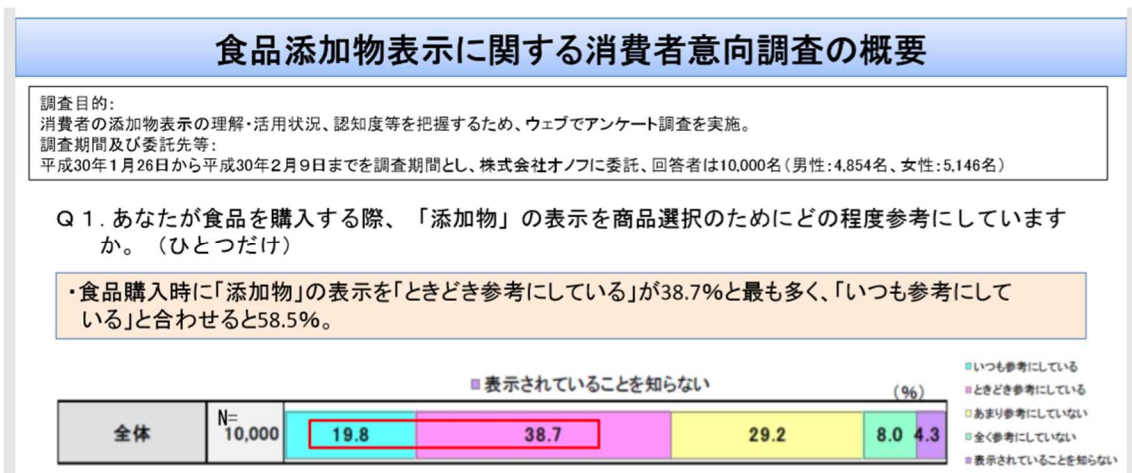 食品添加物表示に関する消費者意向調査の概要
調査目的:
消費者の添加物表示の理解・活用状況、認知度等を把握するため、ウェブでアンケート調査を実施。
調査期間及び委託先等:
平成30年1月26日から平成30年2月9日までを調査期間とし、株式会社オノフに委託、回答者は10,000名(男性:4,854名、女性:5,146名)
Q1.あなたが食品を購入する際、「添加物」の表示を商品選択のためにどの程度参考にしています
か。(ひとつだけ)
・食品購入時に「添加物」の表示を「ときどき参考にしている」が38.7%と最も多く、「いつも参考にして
いる」と合わせると58.5%。
■表示されていることを知らない
(%)
□いつも参考にしている
■ときどき参考にしている
□あまり参考にしていない
□全く参考にしていない
■表示されていることを知らない
全体 N=10,000 19.8 38.7 29.2 8.0 4.3